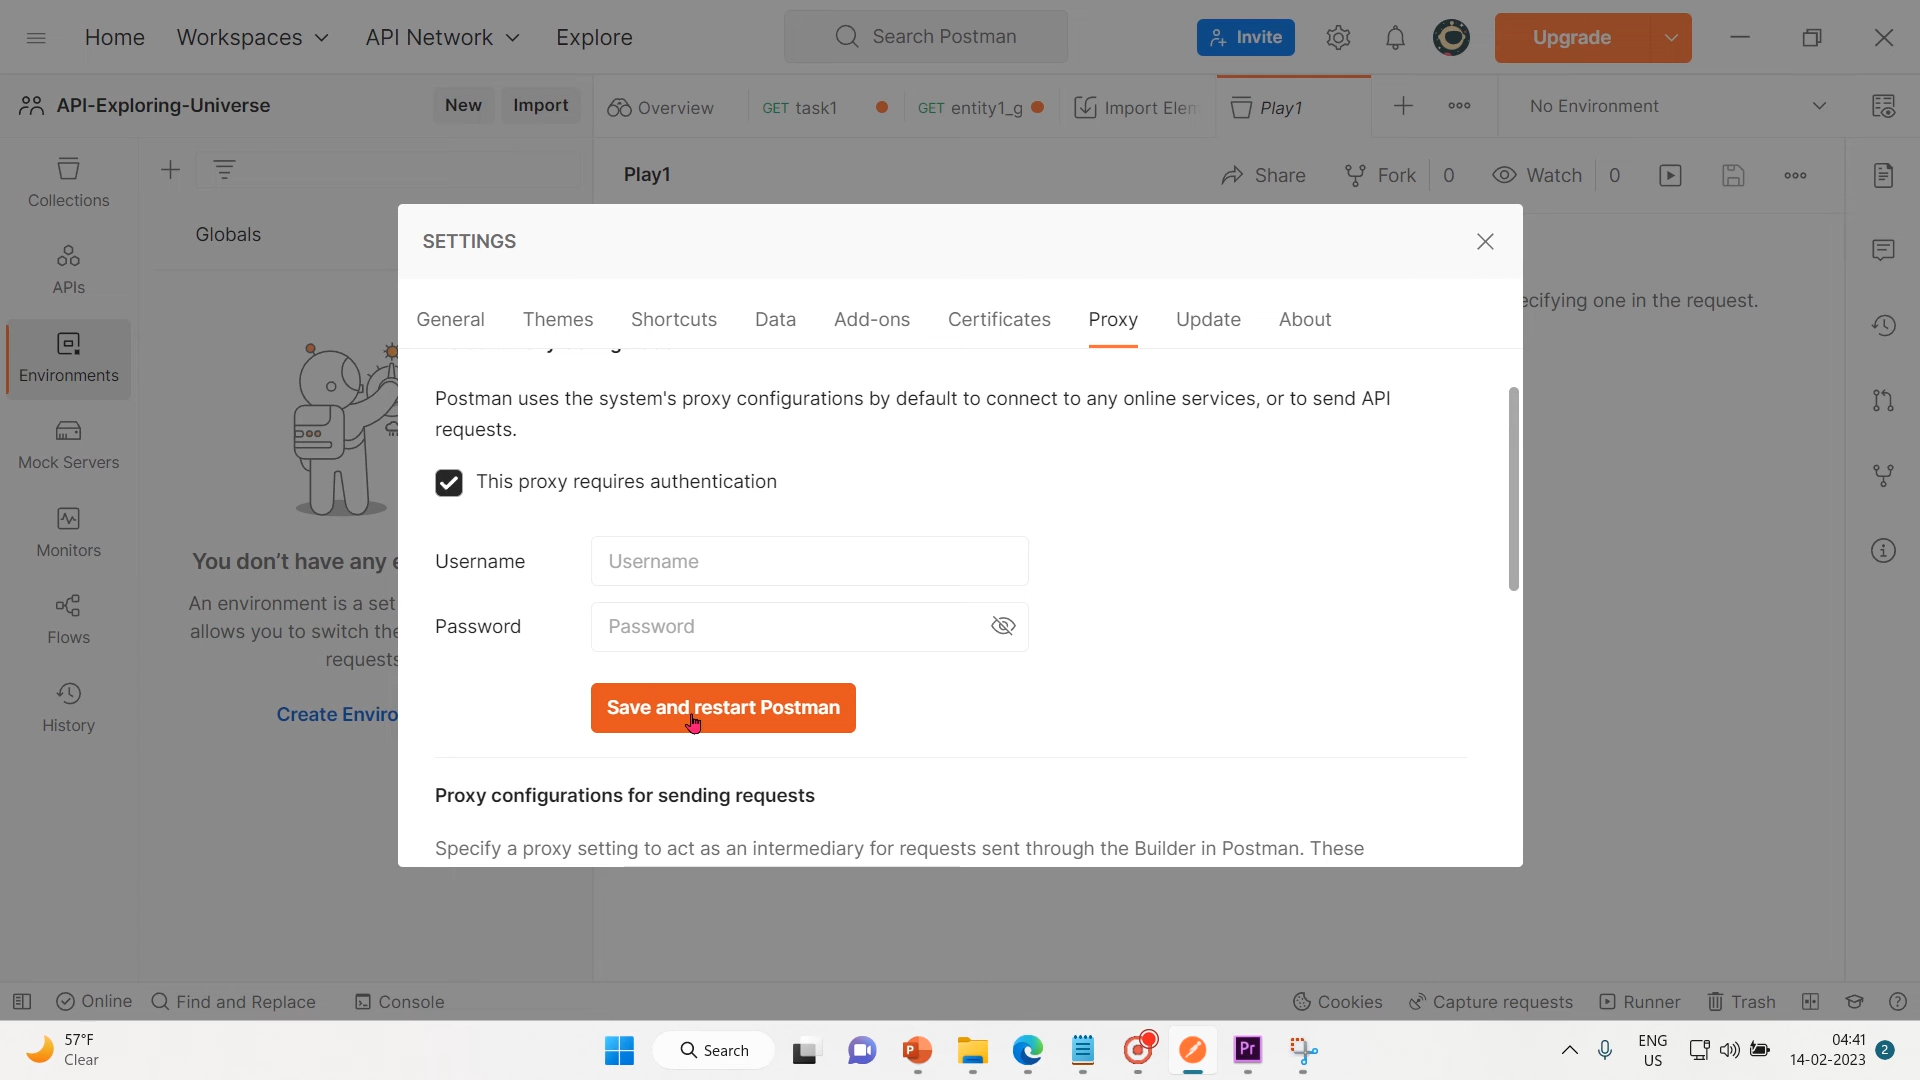 Home
Workspaces
API Network
Explore
Search Postman
Invite
Upgrade
API-Exploring-Universe
New
Import
Overview
GET task1
GET entity1_g
Import Elem
Play1
No Environment
Play1
Share
Fork
0
Watch
0
Collections
APIs
Environments
Mock Servers
Monitors
Flows
History
Globals
You don't have any
An environment is a set
allows you to switch the
requests
Create Enviro
ecifying one in the request.
SETTINGS
General
Themes
Shortcuts
Data
Add-ons
Certificates
Proxy
Update
About
Postman uses the system's proxy configurations by default to connect to any online services, or to send API
requests.
This proxy requires authentication
Username
Username
Password
Password
Save and restart Postman
Proxy configurations for sending requests
Specify a proxy setting to act as an intermediary for requests sent through the Builder in Postman. These
Online
Find and Replace
Console
Cookies
Capture requests
Runner
Trash
57°F
Clear
Search
P
Pr
ENG
US
04:41
14-02-2023
2